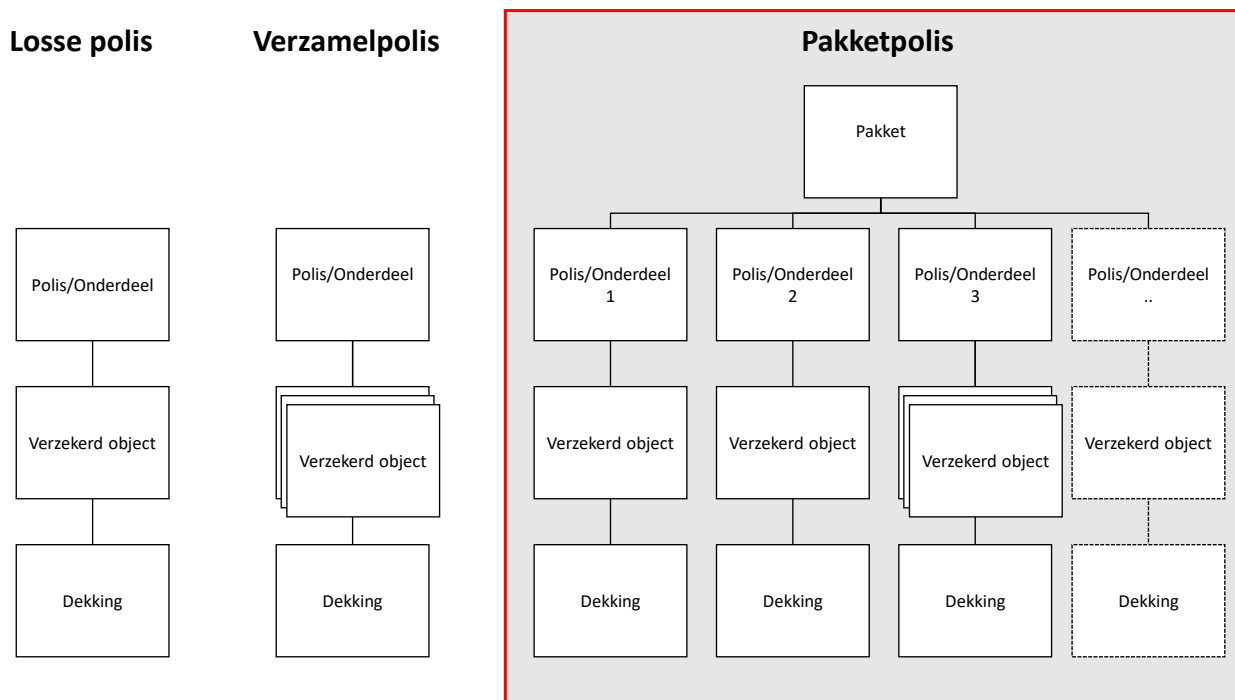 Losse polis
Verzamelpolis
Pakketpolis
Pakket
Polis/Onderdeel
Polis/Onderdeel
Polis/Onderdeel
1
Polis/Onderdeel
2
Polis/Onderdeel
3
Polis/Onderdeel
..
Verzekerd object
Verzekerd object
Verzekerd object
Verzekerd object
Verzekerd object
Verzekerd object
Dekking
Dekking
Dekking
Dekking
Dekking
Dekking